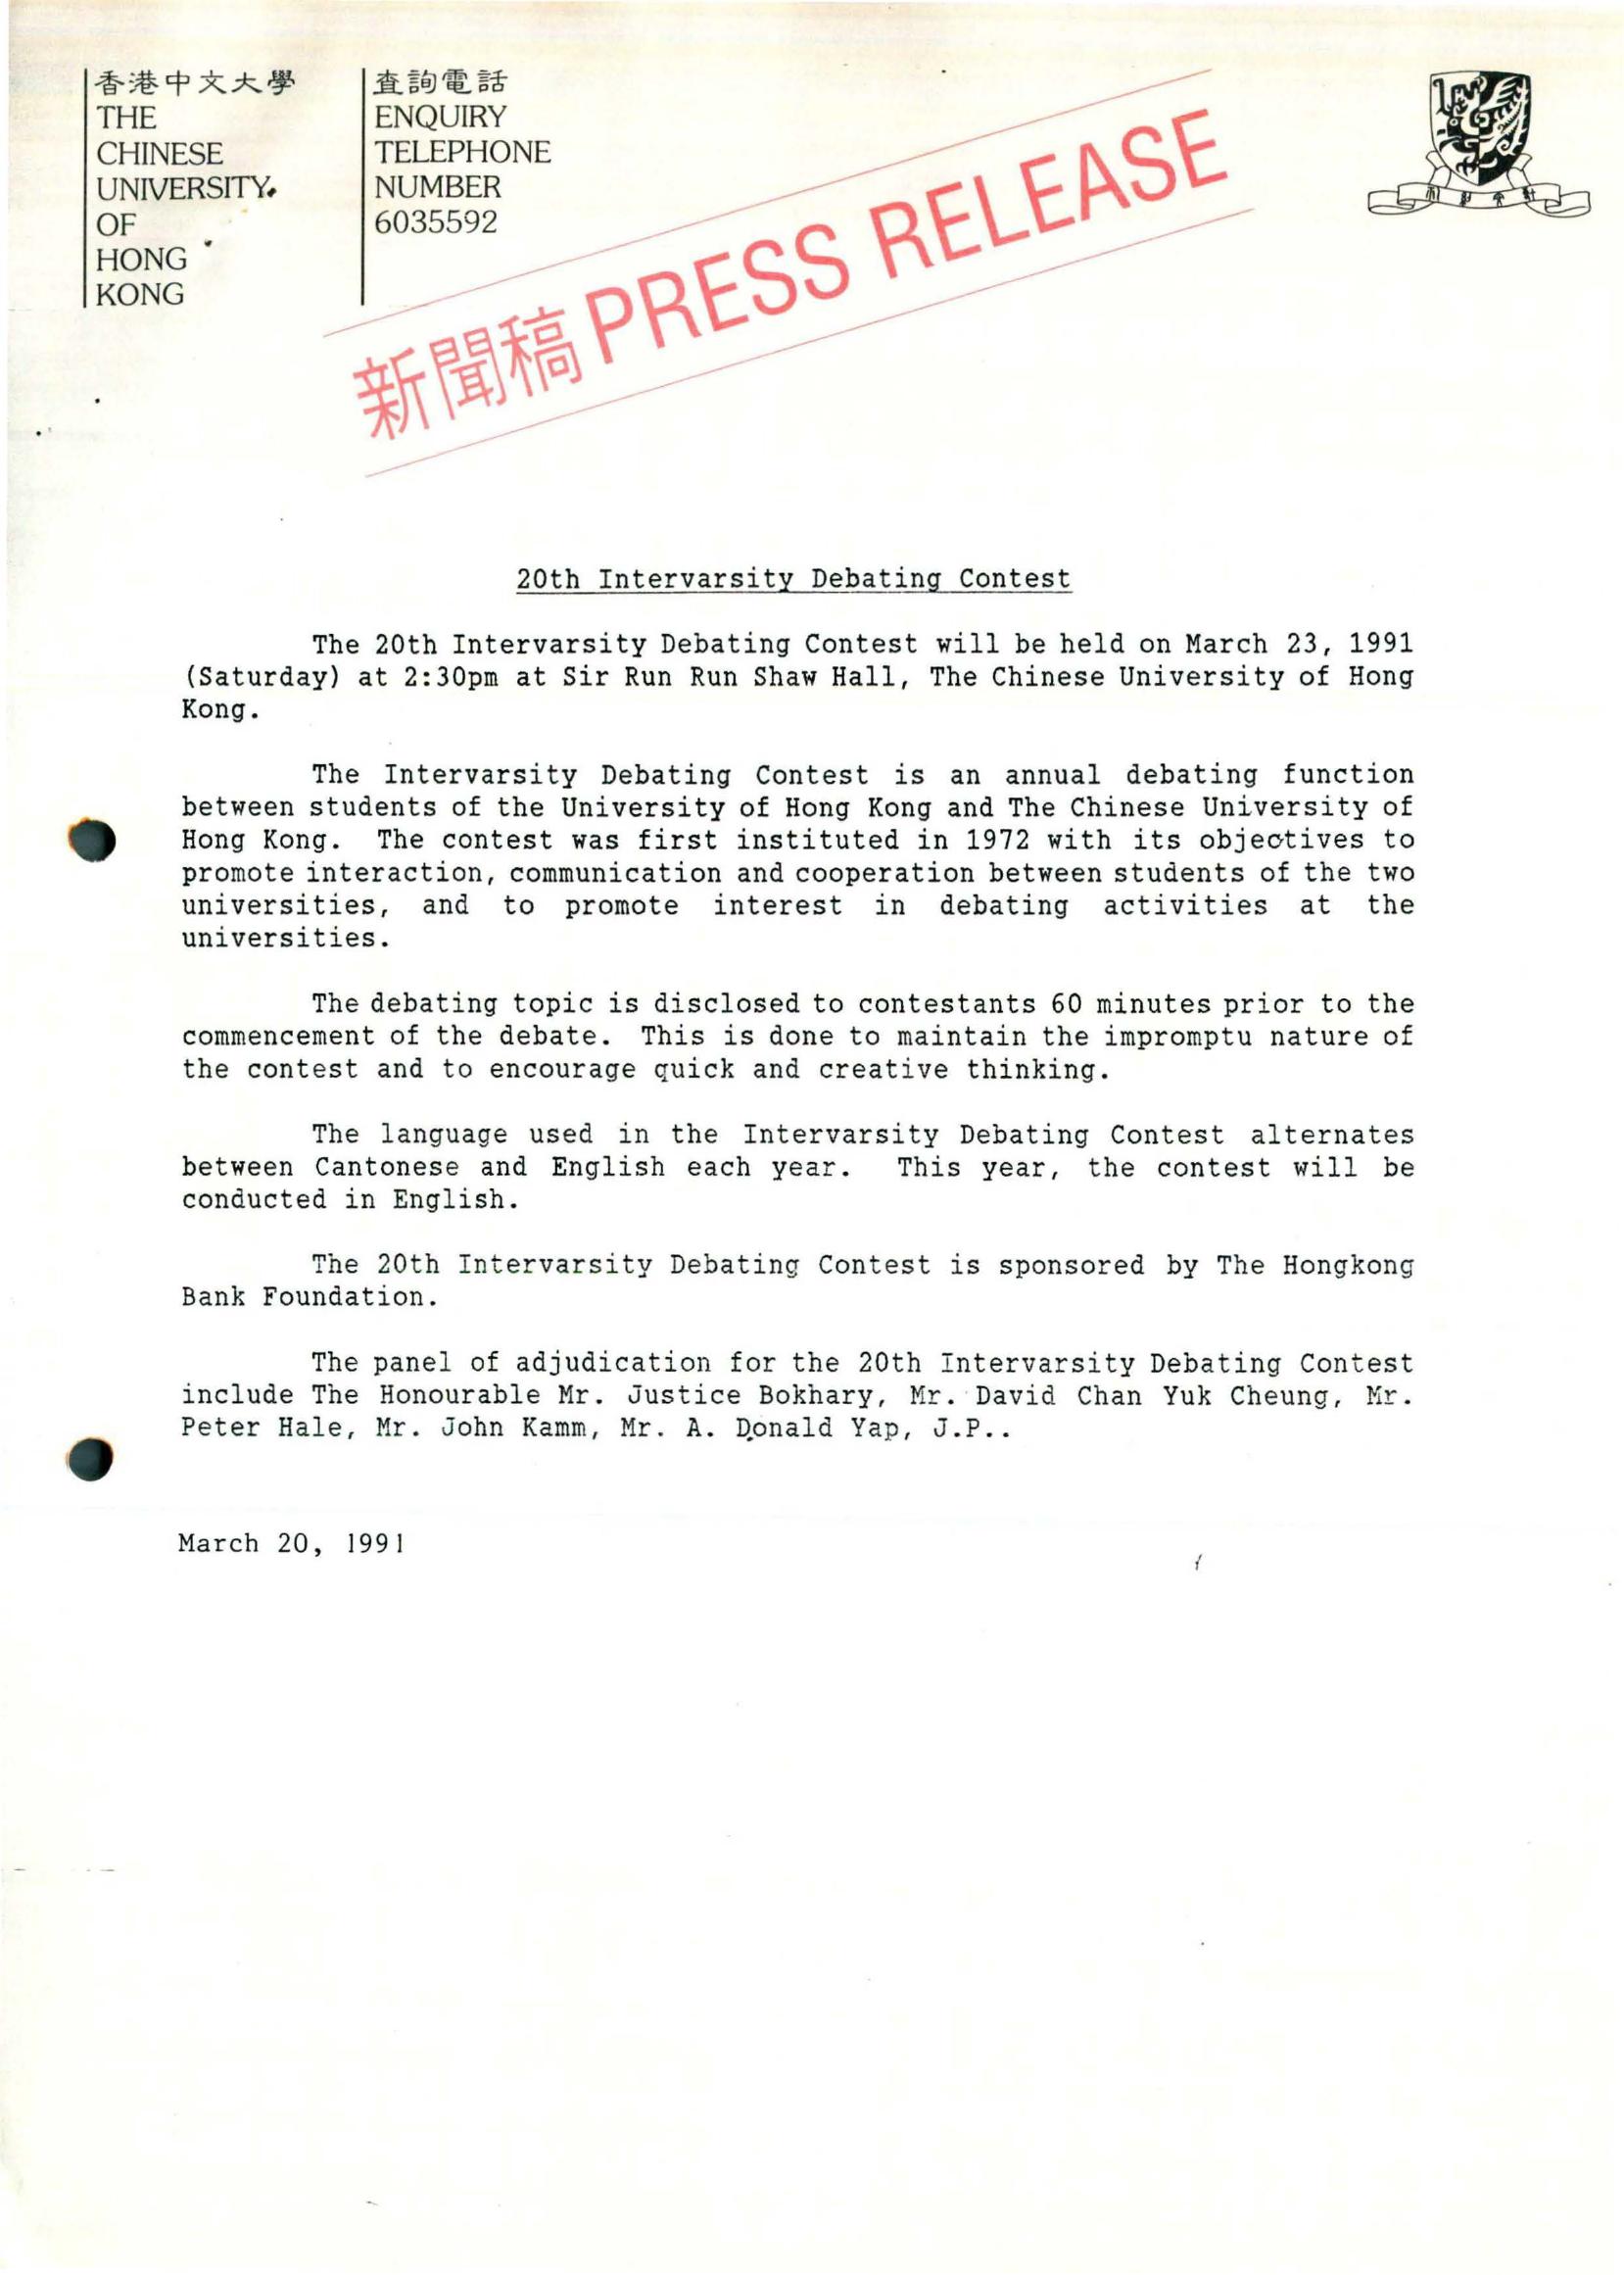 香港中文大學
THE
CHINESE
UNIVERSITY
OF
HONG
KONG
查詢電話
ENQUIRY
TELEPHONE
NUMBER
6035592
新聞稿 PRESS RELEASE
20th Intervarsity Debating Contest
The 20th Intervarsity Debating Contest will be held on March 23, 1991
(Saturday) at 2:30pm at Sir Run Run Shaw Hall, The Chinese University of Hong
Kong.
The Intervarsity Debating Contest is an annual debating function
between students of the University of Hong Kong and The Chinese University of
Hong Kong. The contest was first instituted in 1972 with its objectives to
promote interaction, communication and cooperation between students of the two
universities, and to promote interest in debating activities at the
universities.
The debating topic is disclosed to contestants 60 minutes prior to the
commencement of the debate. This is done to maintain the impromptu nature of
the contest and to encourage quick and creative thinking.
The language used in the Intervarsity Debating Contest alternates
between Cantonese and English each year. This year, the contest will be
conducted in English.
The 20th Intervarsity Debating Contest is sponsored by The Hongkong
Bank Foundation.
The panel of adjudication for the 20th Intervarsity Debating Contest
include The Honourable Mr. Justice Bokhary, Mr. David Chan Yuk Cheung, Mr.
Peter Hale, Mr. John Kamm, Mr. A. Donald Yap, J.P..
March 20, 1991